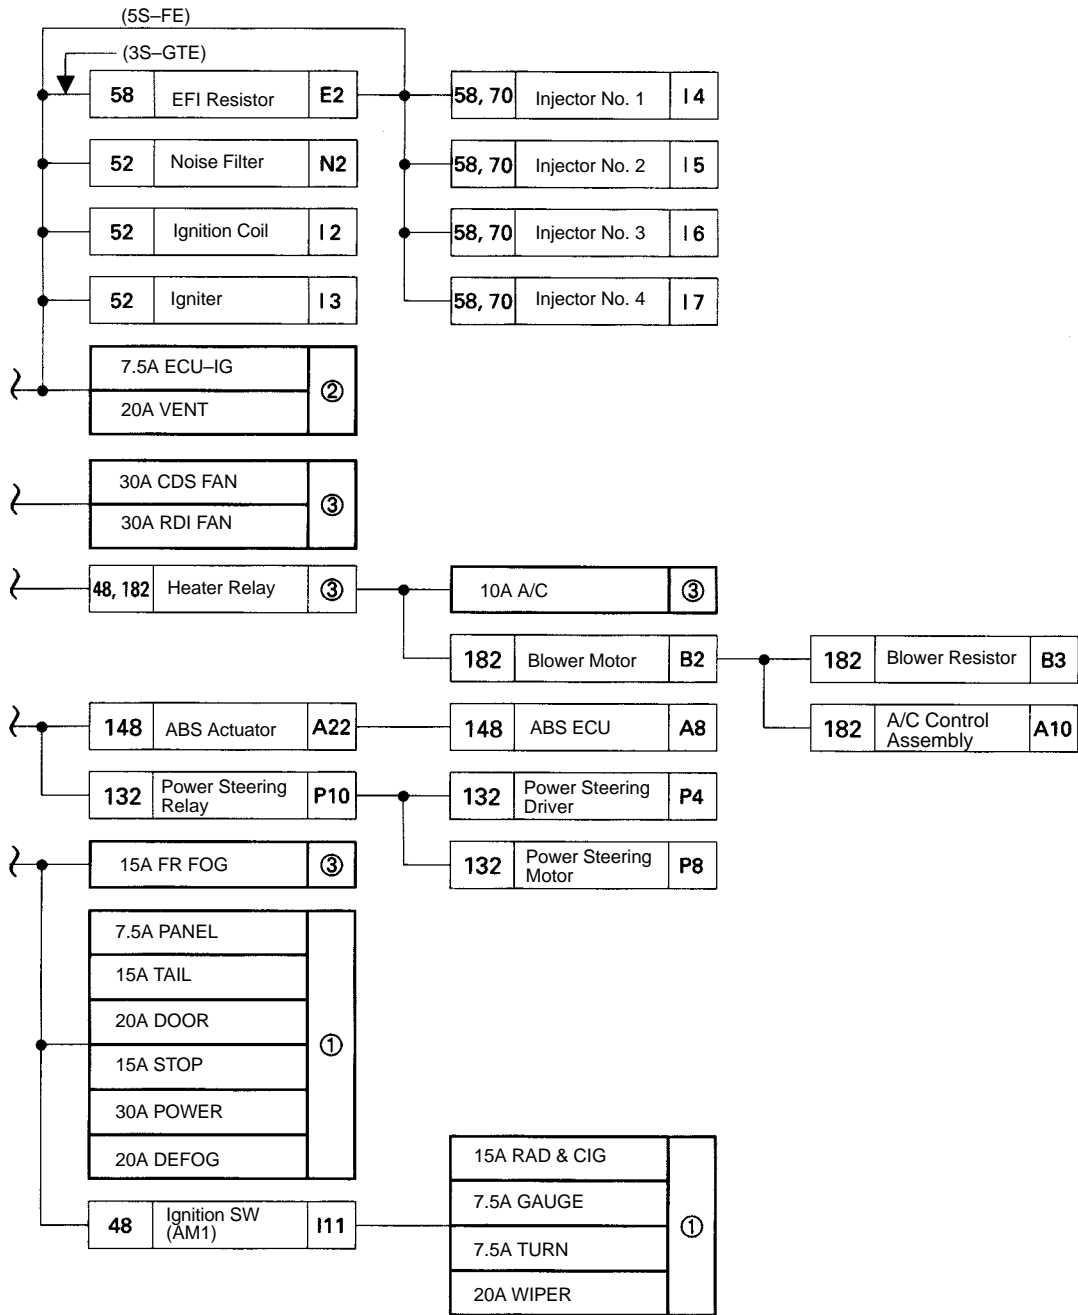 (5S–FE)
(3S–GTE)
58 EFI Resistor E2 58, 70 Injector No. 1 I4
52 Noise Filter N2 58, 70 Injector No. 2 I5
52 Ignition Coil I2 58, 70 Injector No. 3 I6
52 Igniter I3 58, 70 Injector No. 4 I7
7.5A ECU–IG
②
20A VENT
30A CDS FAN
③
30A RDI FAN
48, 182 Heater Relay ③ 10A A/C ③
182 Blower Motor B2 182 Blower Resistor B3
148 ABS Actuator A22 148 ABS ECU A8 182 A/C Control
Assembly A10
132 Power Steering
Relay P10 132 Power Steering
Driver P4
15A FR FOG ③ 132 Power Steering
Motor P8
7.5A PANEL
15A TAIL
20A DOOR
①
15A STOP
30A POWER
20A DEFOG
48 Ignition SW
(AM1) I11
15A RAD & CIG
7.5A GAUGE
①
7.5A TURN
20A WIPER